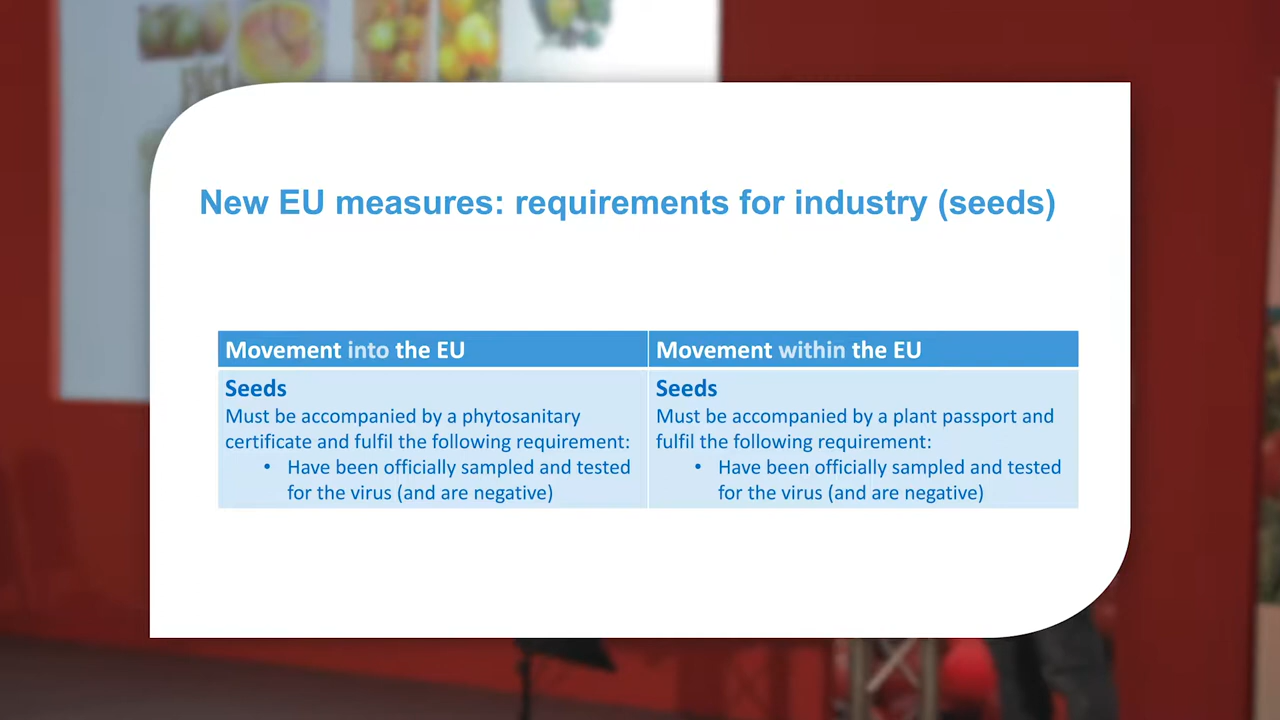 New EU measures: requirements for industry (seeds)
Movement into the EU
Movement within the EU
Seeds
Must be accompanied by a phytosanitary
certificate and fulfil the following requirement:
• Have been officially sampled and tested
for the virus (and are negative)
Seeds
Must be accompanied by a plant passport and
fulfil the following requirement:
• Have been officially sampled and tested
for the virus (and are negative)